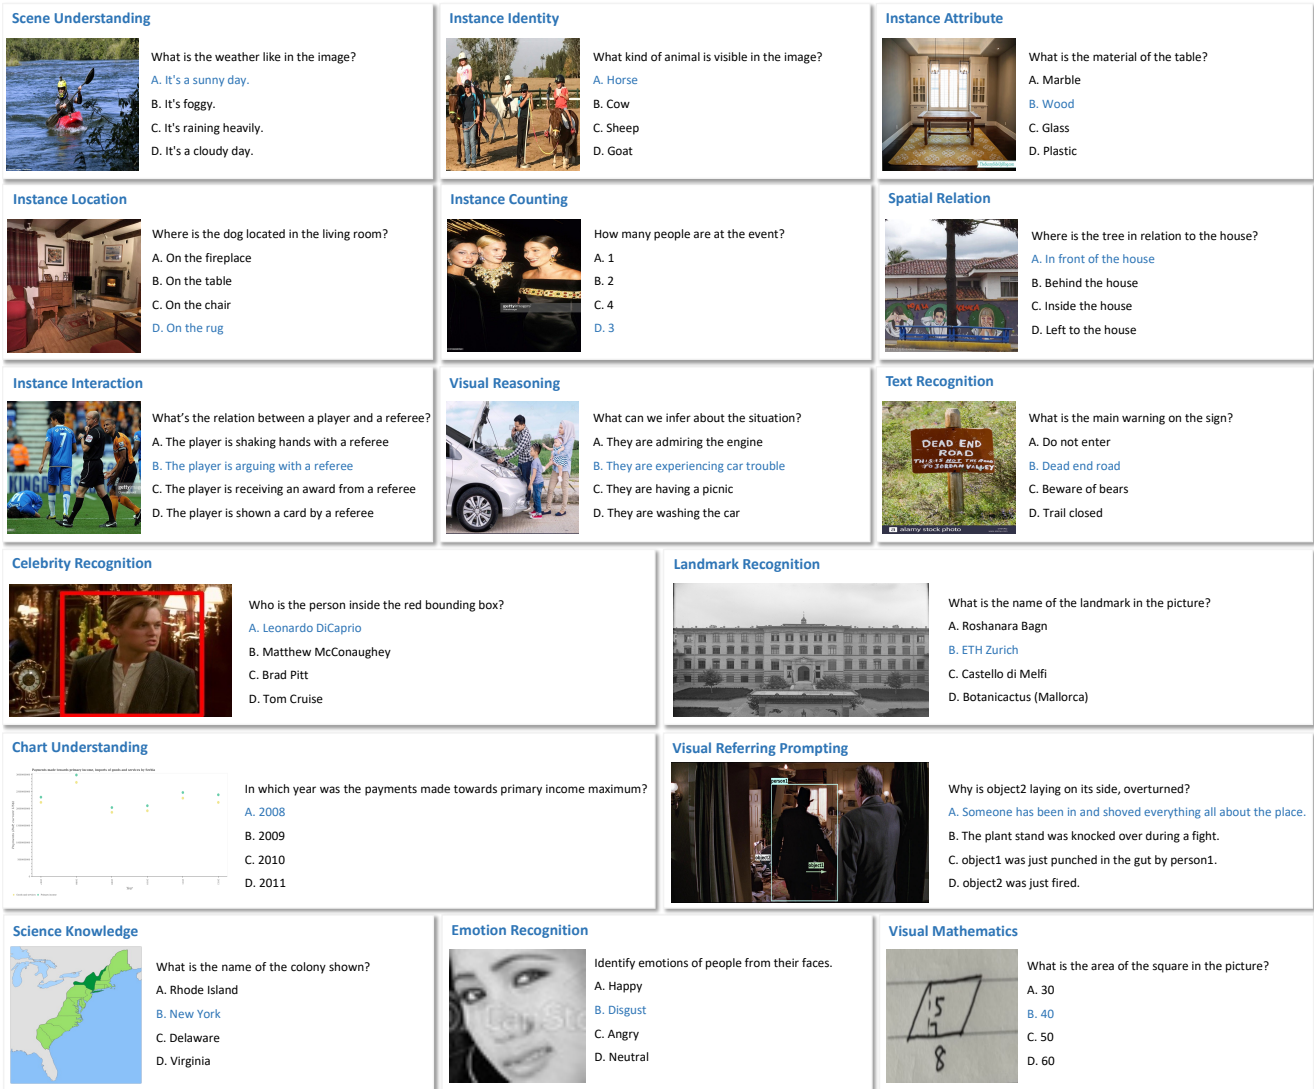 Scene Understanding
What is the weather like in the image?
A. It's a sunny day.
B. It's foggy.
C. It's raining heavily.
D. It's a cloudy day.
Instance Identity
What kind of animal is visible in the image?
A. Horse
B. Cow
C. Sheep
D. Goat
Instance Attribute
What is the material of the table?
A. Marble
B. Wood
C. Glass
D. Plastic
Instance Location
Where is the dog located in the living room?
A. On the fireplace
B. On the table
C. On the chair
D. On the rug
Instance Counting
gettyimages
How many people are at the event?
A. 1
B. 2
C. 4
D. 3
Spatial Relation
Where is the tree in relation to the house?
A. In front of the house
B. Behind the house
C. Inside the house
D. Left to the house
Instance Interaction
7
What's the relation between a player and a referee?
A. The player is shaking hands with a referee
B. The player is arguing with a referee
C. The player is receiving an award from a referee
D. The player is shown a card by a referee
Visual Reasoning
What can we infer about the situation?
A. They are admiring the engine
B. They are experiencing car trouble
C. They are having a picnic
D. They are washing the car
Text Recognition
DEAD END
ROAD
THIS IS NOT THE ROAD
TO JORDAN VALLEY
a alamy stock photo
What is the main warning on the sign?
A. Do not enter
B. Dead end road
C. Beware of bears
D. Trail closed
Celebrity Recognition
Who is the person inside the red bounding box?
A. Leonardo DiCaprio
B. Matthew McConaughey
C. Brad Pitt
D. Tom Cruise
Landmark Recognition
What is the name of the landmark in the picture?
A. Roshanara Bagn
B. ETH Zurich
C. Castello di Melfi
D. Botanicactus (Mallorca)
Chart Understanding
In which year was the payments made towards primary income maximum?
A. 2008
B. 2009
C. 2010
D. 2011
Visual Referring Prompting
person1
object2
object1
Why is object2 laying on its side, overturned?
A. Someone has been in and shoved everything all about the place.
B. The plant stand was knocked over during a fight.
C. object1 was just punched in the gut by person1.
D. object2 was just fired.
Science Knowledge
What is the name of the colony shown?
A. Rhode Island
B. New York
C. Delaware
D. Virginia
Emotion Recognition
Identify emotions of people from their faces.
A. Happy
B. Disgust
C. Angry
D. Neutral
Visual Mathematics
5
8
What is the area of the square in the picture?
A. 30
B. 40
C. 50
D. 60